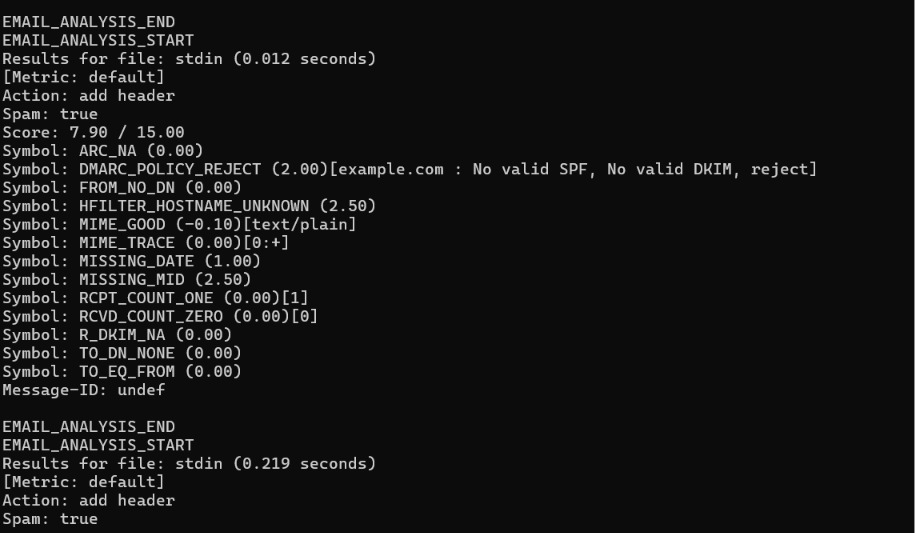 EMAIL_ANALYSIS_END
EMAIL_ANALYSIS_START
Results for file: stdin (0.012 seconds)
[Metric: default]
Action: add header
Spam: true
Score: 7.90 / 15.00
Symbol: ARC_NA (0.00)
Symbol: DMARC_POLICY_REJECT (2.00)[example.com : No valid SPF, No valid DKIM, reject]
Symbol: FROM_NO_DN (0.00)
Symbol: HFILTER_HOSTNAME_UNKNOWN (2.50)
Symbol: MIME_GOOD (-0.10)[text/plain]
Symbol: MIME_TRACE (0.00)[0:+]
Symbol: MISSING_DATE (1.00)
Symbol: MISSING_MID (2.50)
Symbol: RCPT_COUNT_ONE (0.00)[1]
Symbol: RCVD_COUNT_ZERO (0.00)[0]
Symbol: R_DKIM_NA (0.00)
Symbol: TO_DN_NONE (0.00)
Symbol: TO_EQ_FROM (0.00)
Message-ID: undef

EMAIL_ANALYSIS_END
EMAIL_ANALYSIS_START
Results for file: stdin (0.219 seconds)
[Metric: default]
Action: add header
Spam: true